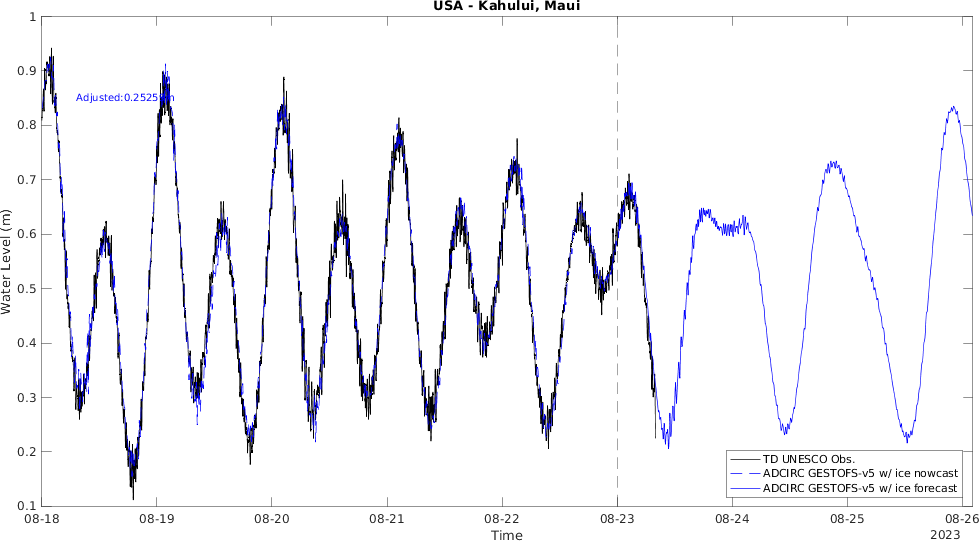 USA - Kahului, Maui
1
0.9
Adjusted:0.2525
0.8
0.7
0.6
0.5
0.4
0.3
0.2
0.1
Water Level (m)
TD UNESCO Obs.
ADCIRC GESTOFS-v5 w/ ice nowcast
ADCIRC GESTOFS-v5 w/ ice forecast
08-18 08-19 08-20 08-21 08-22 08-23 08-24 08-25 08-26
Time
2023